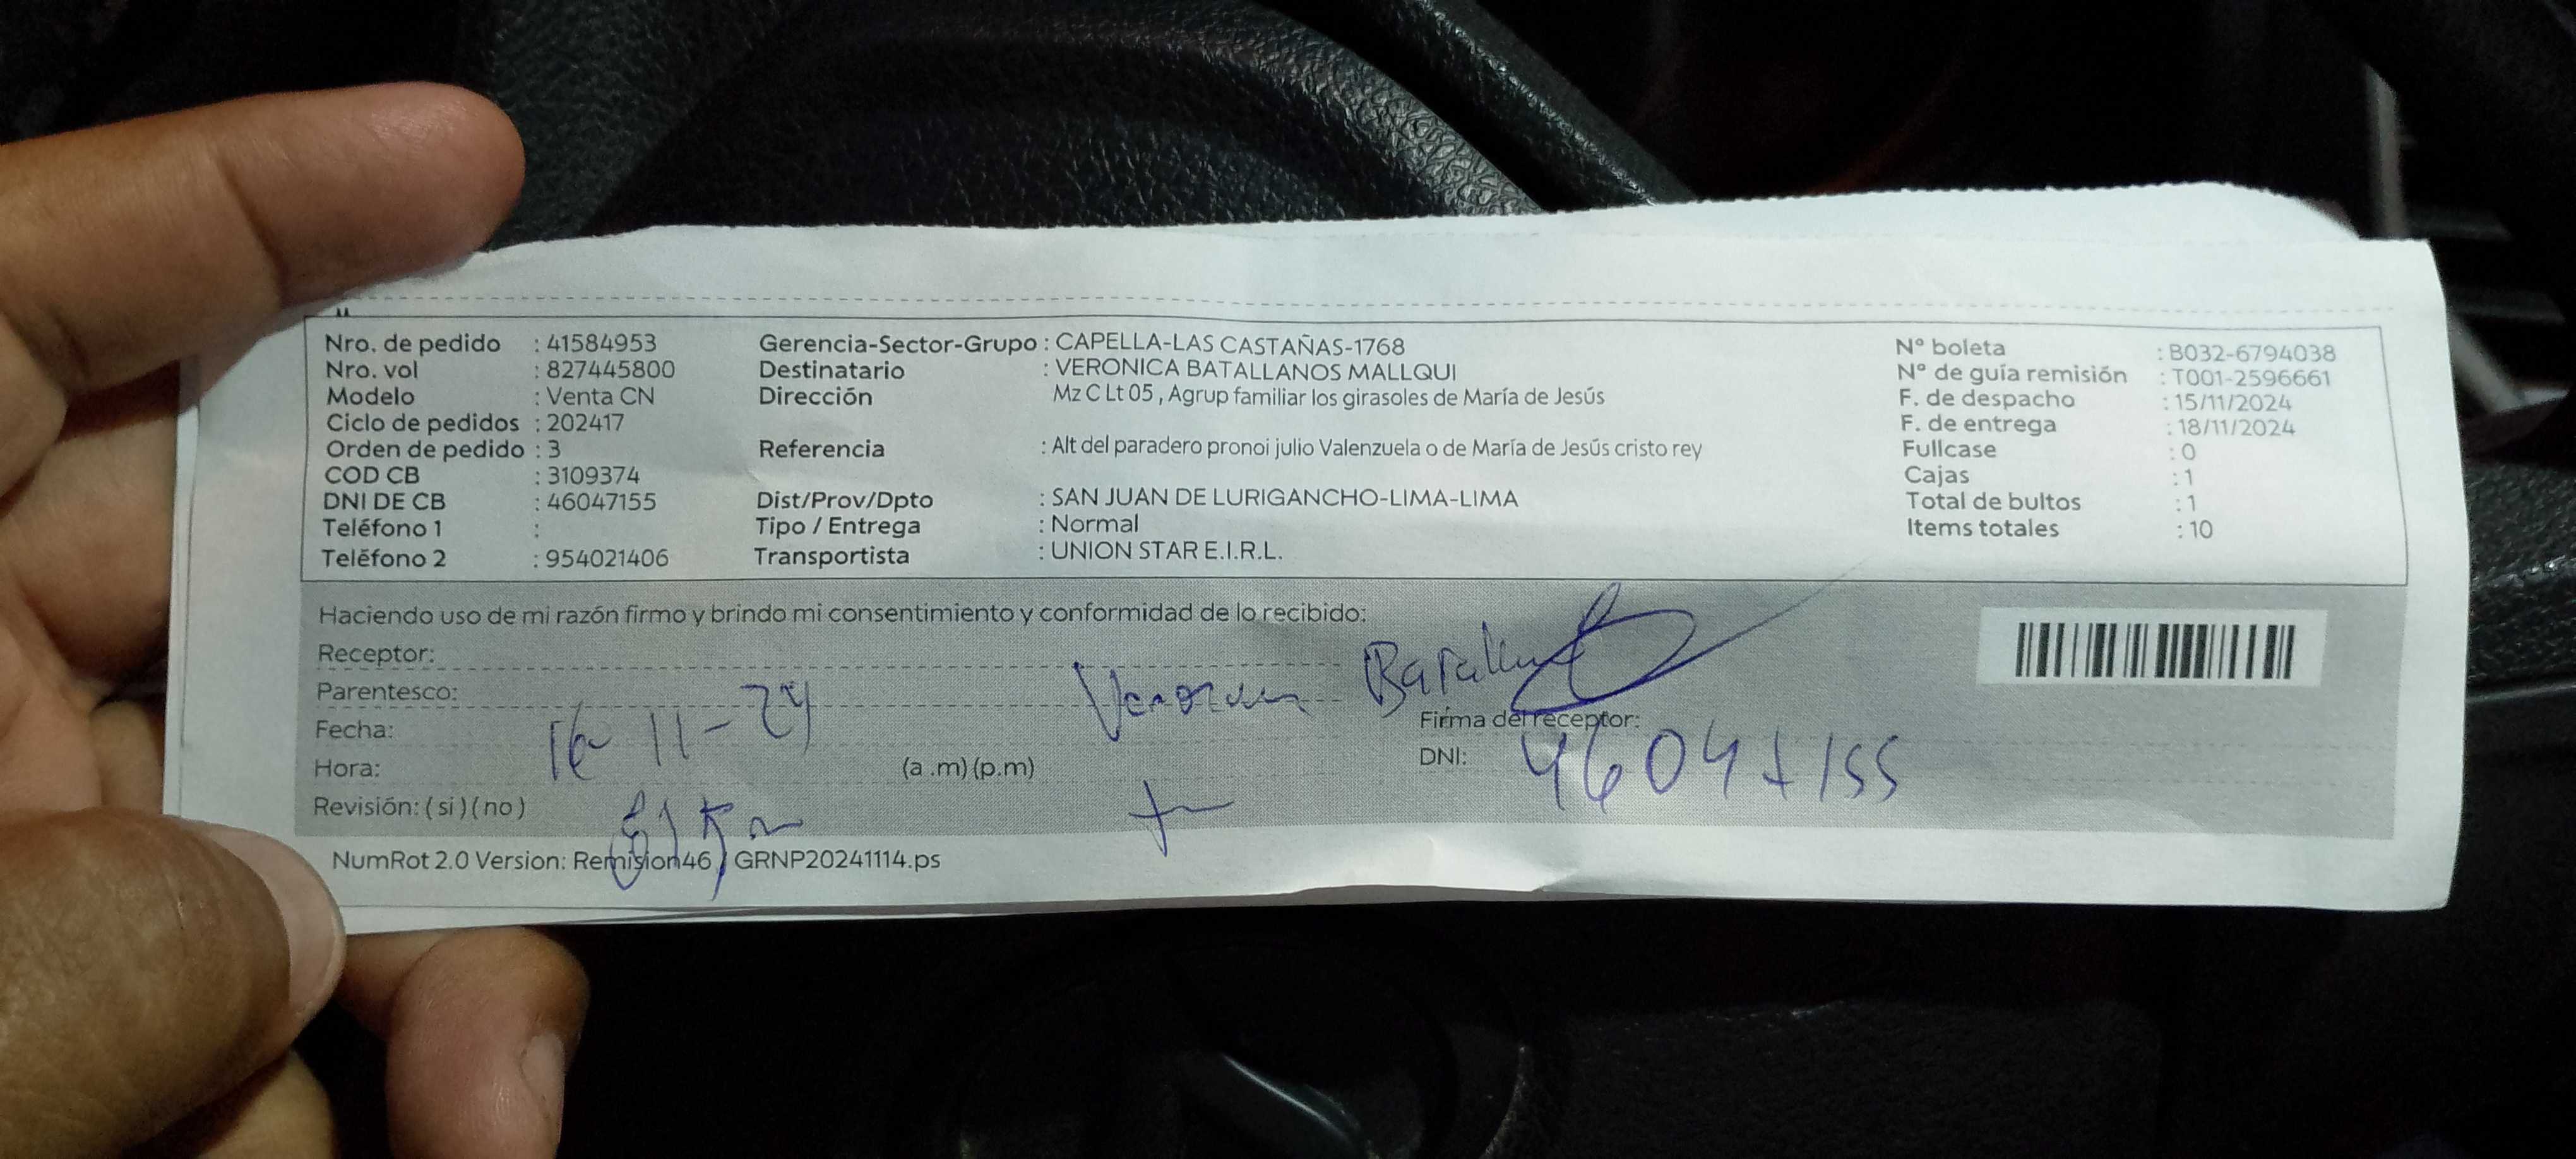 Nro. de pedido : 41584953 Gerencia-Sector-Grupo : CAPELLA-LAS CASTAÑAS-1768 N° boleta : B032-6794038
Nro. vol : 827445800 Destinatario : VERONICA BATALLANOS MALLQUI N° de guía remisión : T001-2596661
Modelo : Venta CN Dirección Mz C Lt 05 , Agrup familiar los girasoles de María de Jesús F. de despacho : 15/11/2024
Ciclo de pedidos : 202417 F. de entrega : 18/11/2024
Orden de pedido : 3 Referencia : Alt del paradero pronoi julio Valenzuela o de María de Jesús cristo rey Fullcase : 0
COD CB : 3109374 Cajas : 1
DNI DE CB : 46047155 Dist/Prov/Dpto : SAN JUAN DE LURIGANCHO-LIMA-LIMA Total de bultos : 1
Teléfono 1 : Tipo / Entrega : Normal Items totales : 10
Teléfono 2 : 954021406 Transportista : UNION STAR E.I.R.L.
Haciendo uso de mi razón firmo y brindo mi consentimiento y conformidad de lo recibido:
Receptor:
Parentesco:
Fecha: 16-11-24 Firma del receptor:
Hora: (a .m) (p.m) DNI: 46047155
Revisión: ( si ) ( no )
NumRot 2.0 Version: Remision46 / GRNP20241114.ps